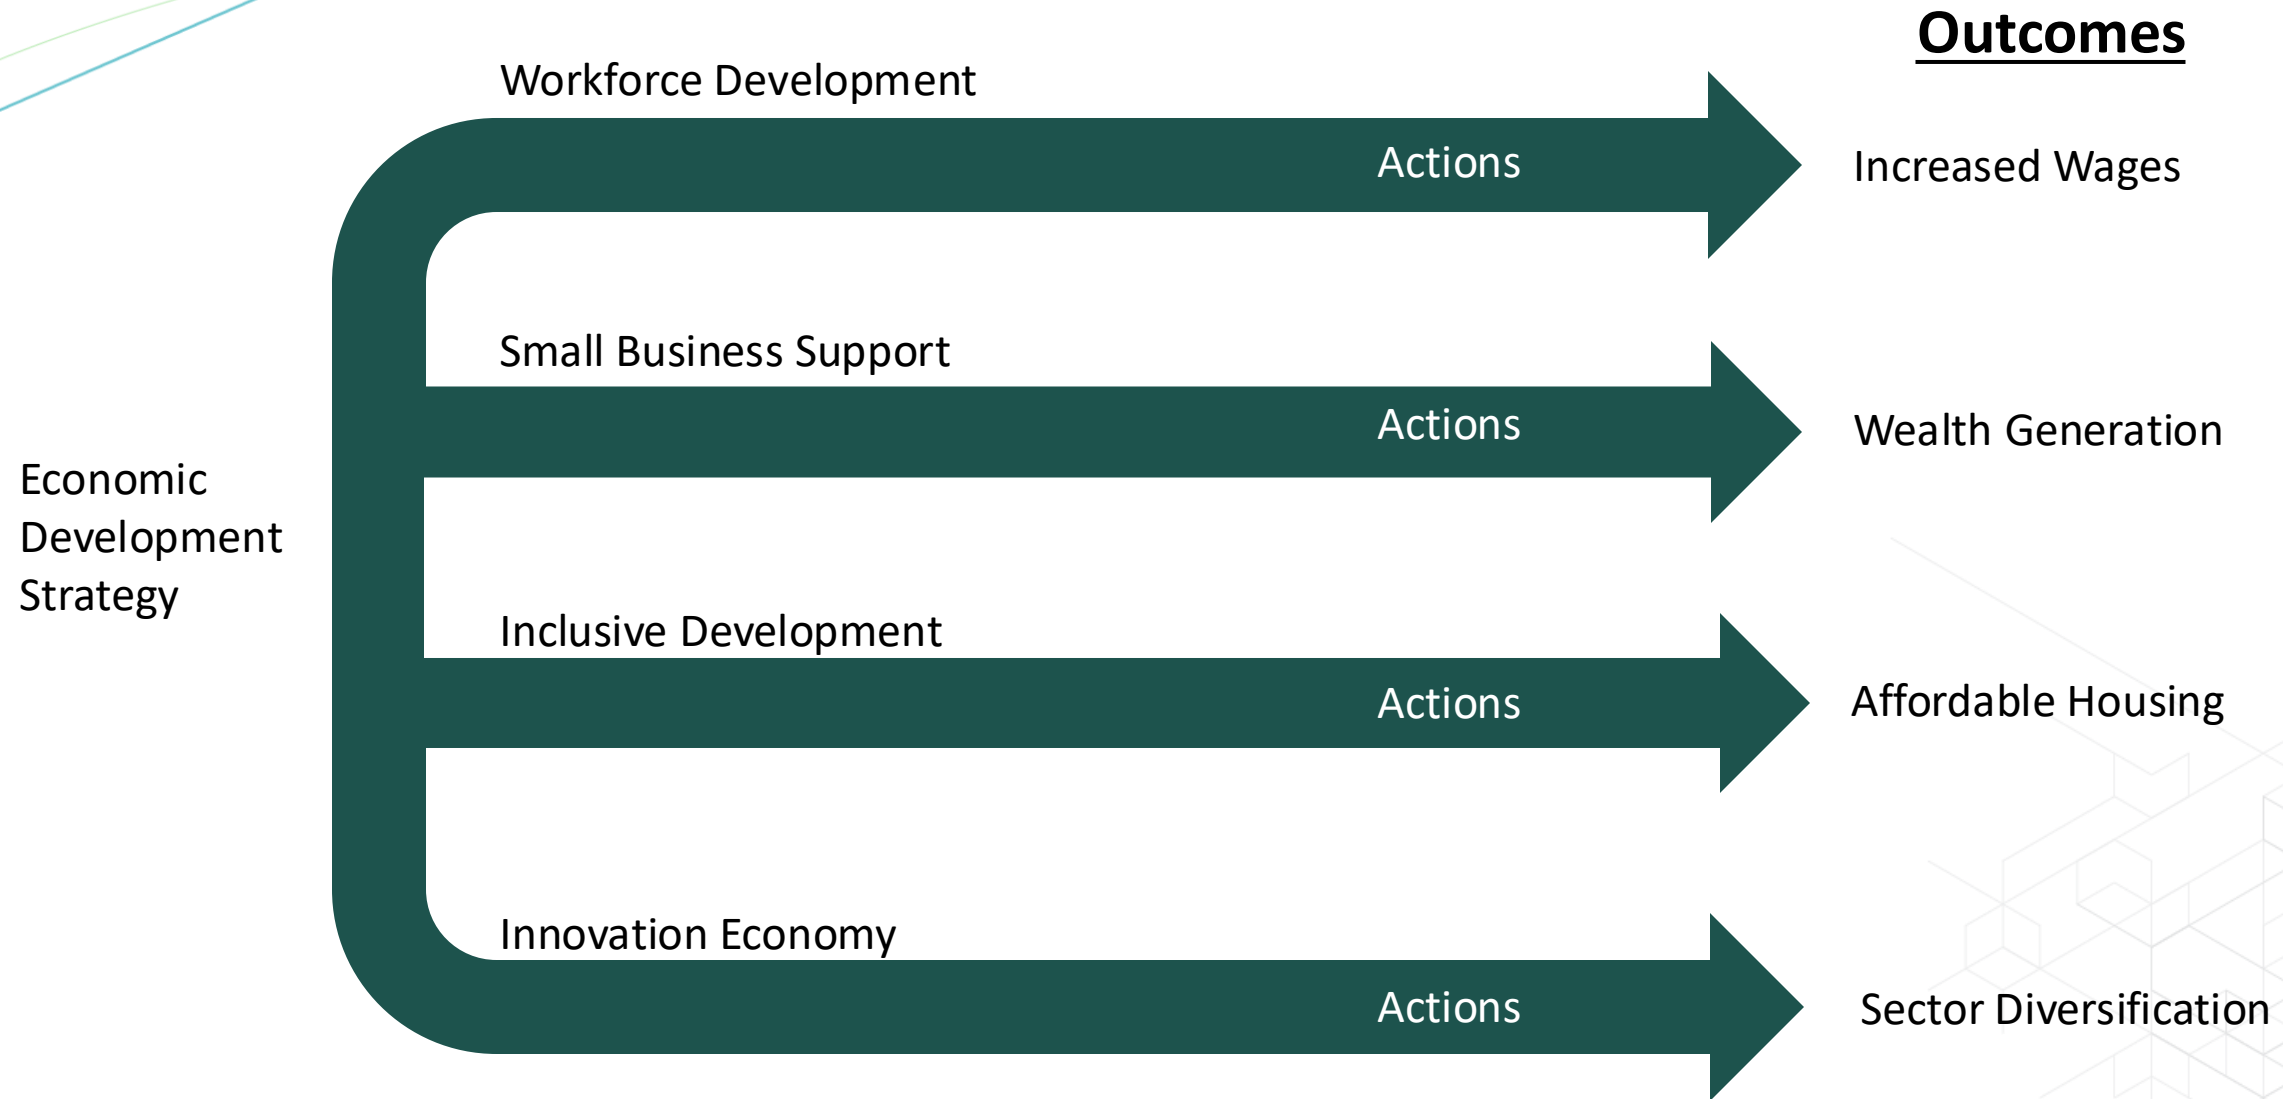 Outcomes
Workforce Development
Actions
Increased Wages
Small Business Support
Actions
Wealth Generation
Economic
Development
Strategy
Inclusive Development
Actions
Affordable Housing
Innovation Economy
Actions
Sector Diversification